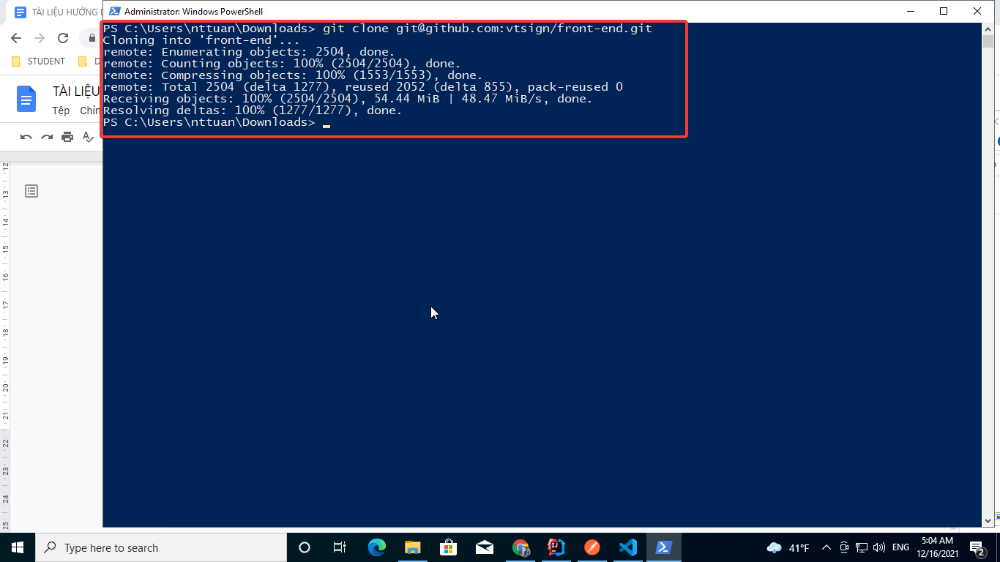 TÀI LIỆU HƯỚNG D
Administrator: Windows PowerShell
STUDENT
D
TÀI LIỆU
Tệp Chỉn
PS C:\Users\nttuan\Downloads> git clone git@github.com:vtsign/front-end.git
Cloning into 'front-end'...
remote: Enumerating objects: 2504, done.
remote: Counting objects: 100% (2504/2504), done.
remote: Compressing objects: 100% (1553/1553), done.
remote: Total 2504 (delta 1277), reused 2052 (delta 855), pack-reused 0
Receiving objects: 100% (2504/2504), 54.44 MiB | 48.47 MiB/s, done.
Resolving deltas: 100% (1277/1277), done.
PS C:\Users\nttuan\Downloads>
12
13
14
15
16
17
18
19
20
21
22
23
24
25
Type here to search
41°F
ENG
5:04 AM
12/16/2021
2